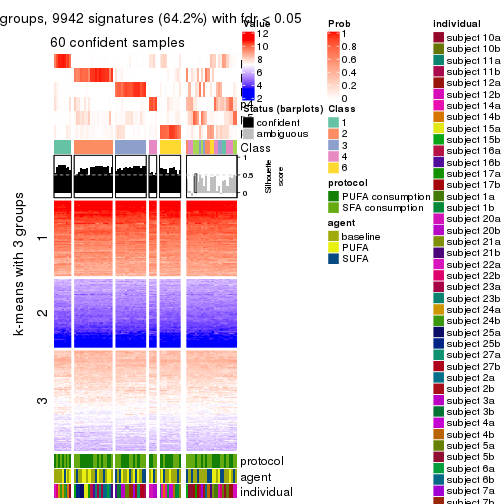 groups, 9942 signatures (64.2%) with fdr < 0.05
60 confident samples
k-means with 3 groups
1
2
3
Class
1
0.5
0
Silhouette
score
protocol
agent
individual
Value
12
10
8
6
4
2
Status (barplots)
confident
ambiguous
Prob
1
0.8
0.6
0.4
0.2
0
Class
1
2
3
4
6
protocol
PUFA consumption
SFA consumption
agent
baseline
PUFA
SUFA
individual
subject 10a
subject 10b
subject 11a
subject 11b
subject 12a
subject 12b
subject 14a
subject 14b
subject 15a
subject 15b
subject 16a
subject 16b
subject 17a
subject 17b
subject 1a
subject 1b
subject 20a
subject 20b
subject 21a
subject 21b
subject 22a
subject 22b
subject 23a
subject 23b
subject 24a
subject 24b
subject 25a
subject 25b
subject 27a
subject 27b
subject 2a
subject 2b
subject 3a
subject 3b
subject 4a
subject 4b
subject 5a
subject 5b
subject 6a
subject 6b
subject 7a
subject 7b